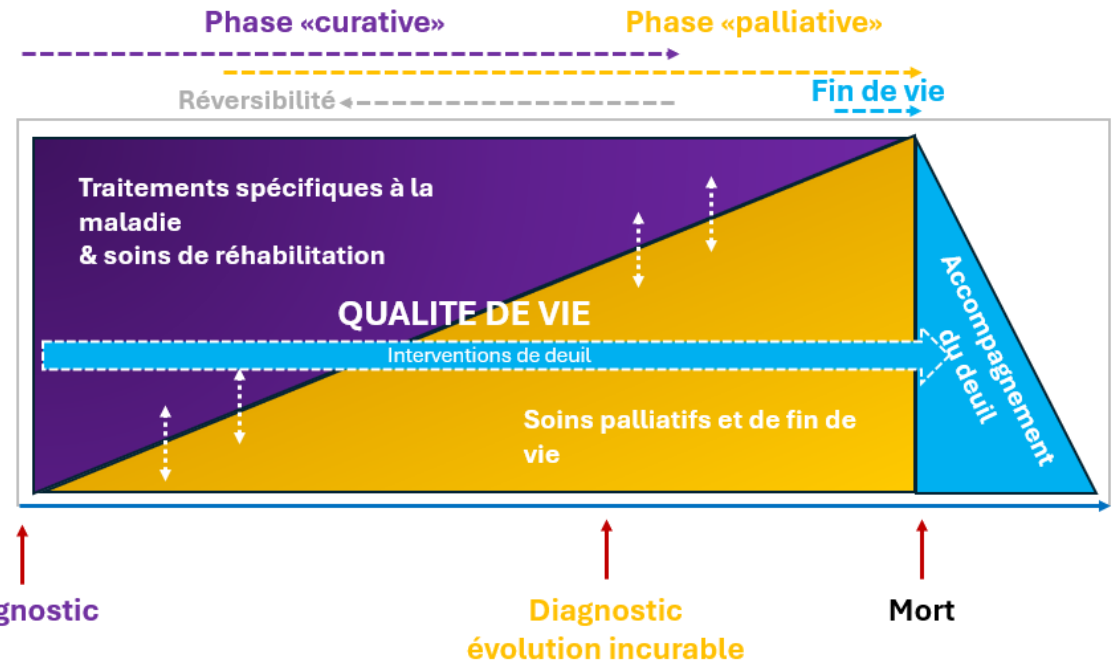 Phase «curative»
Phase «palliative»
Réversibilité
Fin de vie
Traitements spécifiques à la
maladie
& soins de réhabilitation
QUALITE DE VIE
Interventions de deuil
Soins palliatifs et de fin de
vie
Accompagnement
du deuil
gnostic
Diagnostic
évolution incurable
Mort